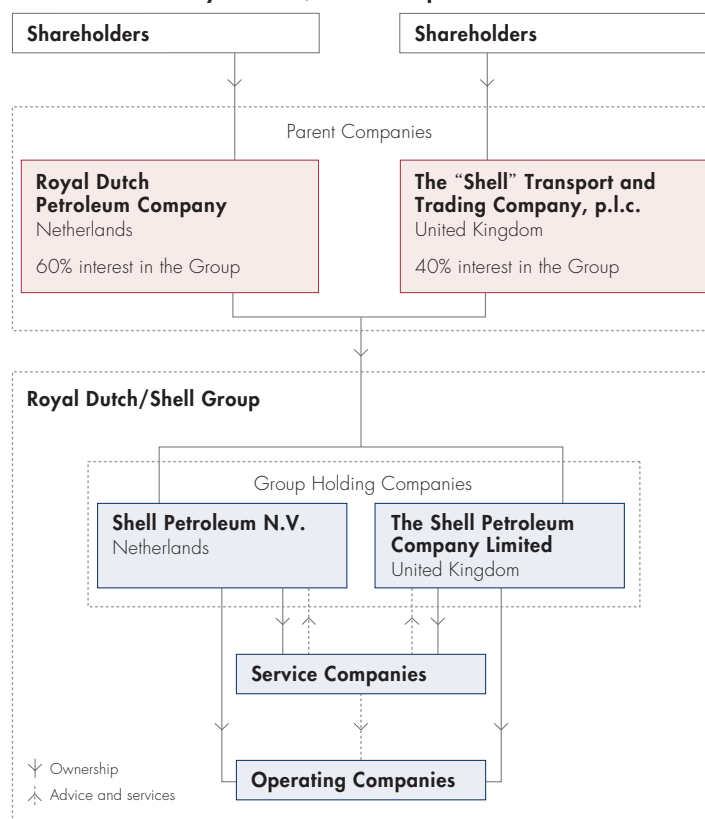 Shareholders
Shareholders
Parent Companies
Royal Dutch
Petroleum Company
Netherlands
60% interest in the Group
The “Shell” Transport and
Trading Company, p.l.c.
United Kingdom
40% interest in the Group
Royal Dutch/Shell Group
Group Holding Companies
Shell Petroleum N.V.
Netherlands
The Shell Petroleum
Company Limited
United Kingdom
Service Companies
Operating Companies
Ownership
Advice and services